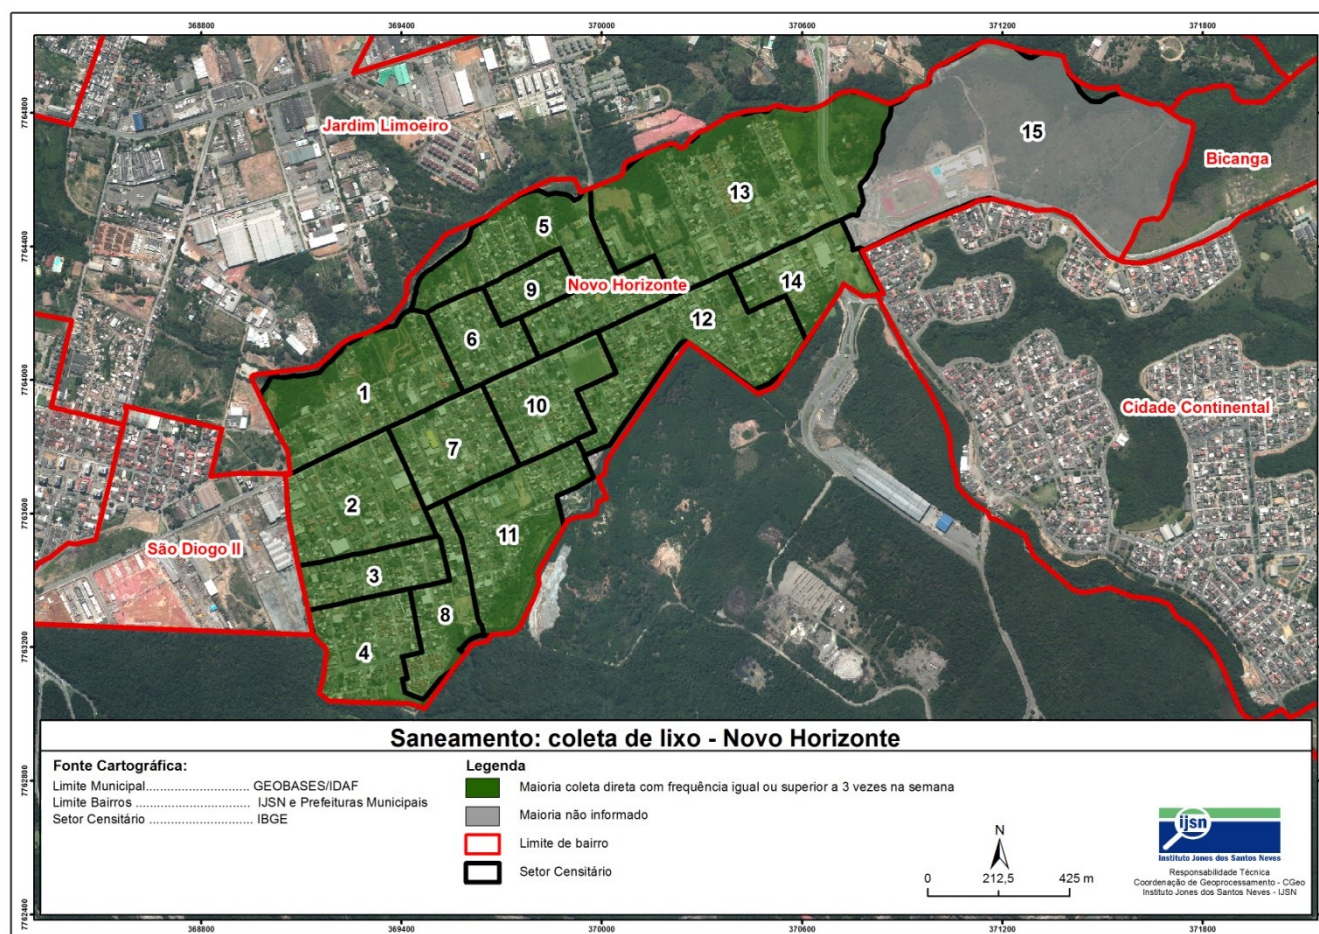 368800 369400 370000 370600 371200 371800
7764800
7764400
7764000
7763600
7763200
7762800
7762400
Jardim Limoeiro
15
Bicanga
13
5
Novo Horizonte
9
14
12
6
1
10
Cidade Continental
7
2
11
São Diogo II
3
8
4
Saneamento: coleta de lixo - Novo Horizonte
Fonte Cartográfica:
Limite Municipal............................ GEOBASES/IDAF
Limite Bairros .............................. IJSN e Prefeituras Municipais
Setor Censitário ............................. IBGE
Legenda
Maioria coleta direta com frequência igual ou superior a 3 vezes na semana
Maioria não informado
Limite de bairro
Setor Censitário
N
0 212,5 425 m
ijsn
Instituto Jones dos Santos Neves
Responsabilidade Técnica
Coordenação de Geoprocessamento - CGeo
Instituto Jones dos Santos Neves - IJSN
368800 369400 370000 370600 371200 371800